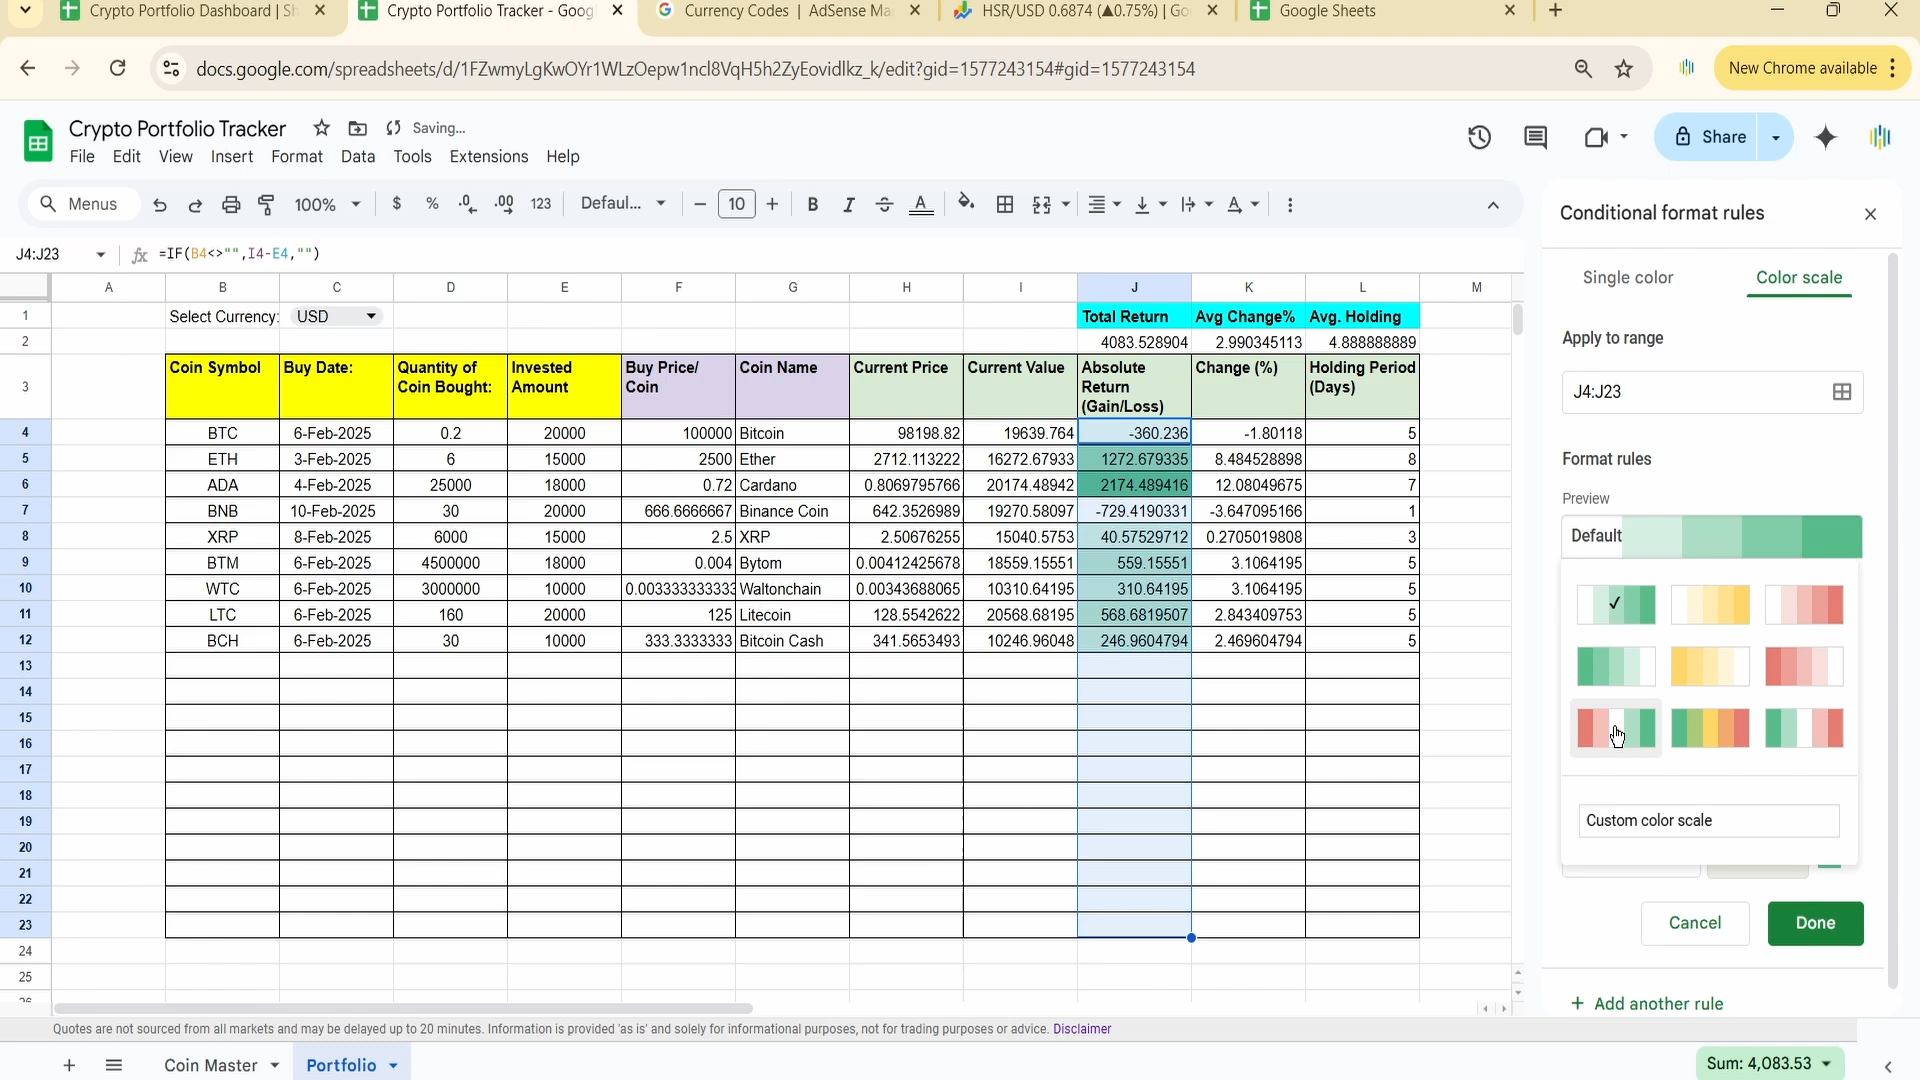 Crypto Portfolio Dashboard | Sh
Crypto Portfolio Tracker - Goog
Currency Codes | AdSense Ma
HSR/USD 0.6874 (▲0.75%) | Go
Google Sheets
docs.google.com/spreadsheets/d/1FZwmyLgKwOYr1WLzOepw1ncl8VqH5h2ZyEovidlkz_k/edit?gid=1577243154#gid=1577243154
New Chrome available
Crypto Portfolio Tracker
Saving...
File Edit View Insert Format Data Tools Extensions Help
Share
Menus 100% $ % .0 .00 123 Defaul... 10 B I S A
J4:J23 fx =IF(B4<>"",I4-E4,"")
A B C D E F G H I J K L M
1 Select Currency: USD Total Return Avg Change% Avg. Holding
2 4083.528904 2.990345113 4.888888889
3 Coin Symbol Buy Date: Quantity of Coin Bought: Invested Amount Buy Price/ Coin Coin Name Current Price Current Value Absolute Return (Gain/Loss) Change (%) Holding Period (Days)
4 BTC 6-Feb-2025 0.2 20000 100000 Bitcoin 98198.82 19639.764 -360.236 -1.80118 5
5 ETH 3-Feb-2025 6 15000 2500 Ether 2712.113222 16272.67933 1272.679335 8.484528898 8
6 ADA 4-Feb-2025 25000 18000 0.72 Cardano 0.8069795766 20174.48942 2174.489416 12.08049675 7
7 BNB 10-Feb-2025 30 20000 666.6666667 Binance Coin 642.3526989 19270.58097 -729.4190331 -3.647095166 1
8 XRP 8-Feb-2025 6000 15000 2.5 XRP 2.50676255 15040.5753 40.57529712 0.2705019808 3
9 BTM 6-Feb-2025 4500000 18000 0.004 Bytom 0.00412425678 18559.15551 559.15551 3.1064195 5
10 WTC 6-Feb-2025 3000000 10000 0.003333333333 Waltonchain 0.00343688065 10310.64195 310.64195 3.1064195 5
11 LTC 6-Feb-2025 160 20000 125 Litecoin 128.5542622 20568.68195 568.6819507 2.843409753 5
12 BCH 6-Feb-2025 30 10000 333.3333333 Bitcoin Cash 341.5653493 10246.96048 246.9604794 2.469604794 5
13
14
15
16
17
18
19
20
21
22
23
24
25
26
Quotes are not sourced from all markets and may be delayed up to 20 minutes. Information is provided 'as is' and solely for informational purposes, not for trading purposes or advice. Disclaimer
Coin Master Portfolio
Sum: 4,083.53
Conditional format rules
Single color Color scale
Apply to range
J4:J23
Format rules
Preview
Default
Custom color scale
Cancel Done
+ Add another rule